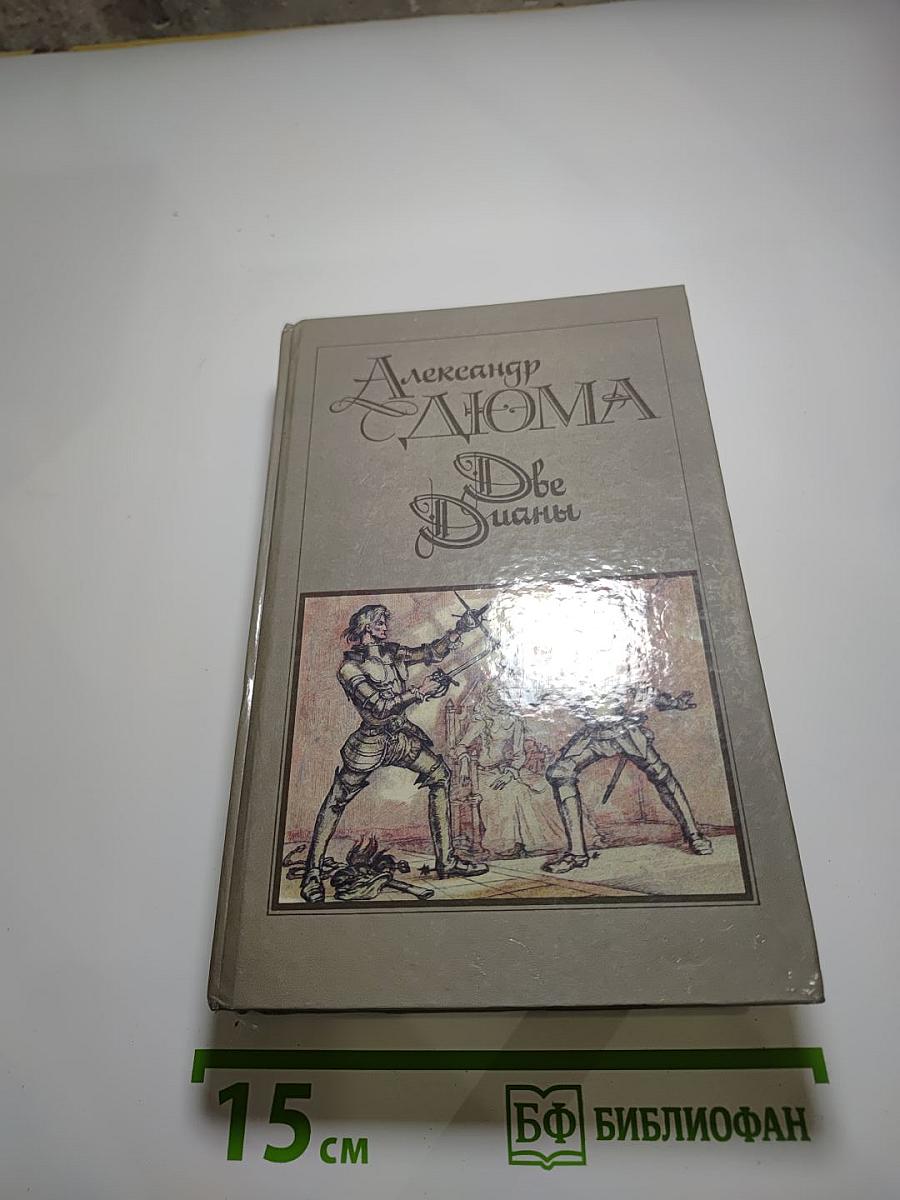 Александр
ДЮМА
Две
Дианы
15 см
БФ БИБЛИОФАН